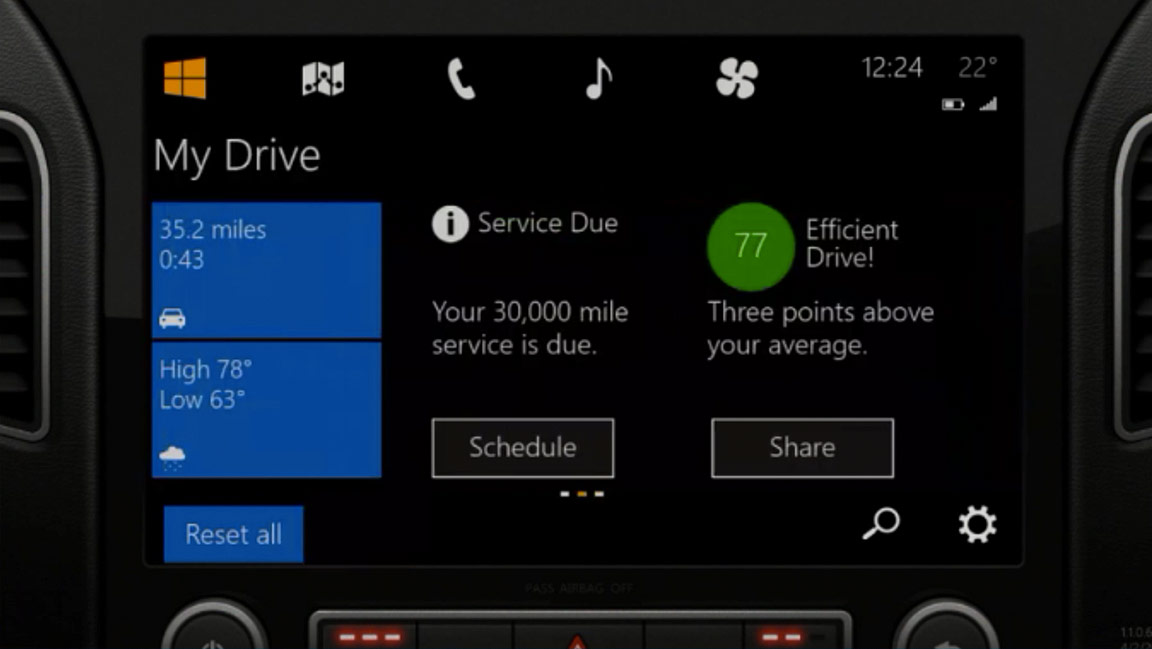 12:24
22°
My Drive
35.2 miles
0:43
High 78°
Low 63°
Service Due
Your 30,000 mile
service is due.
Schedule
77
Efficient
Drive!
Three points above
your average.
Share
Reset all
PASS AIRBAG OFF